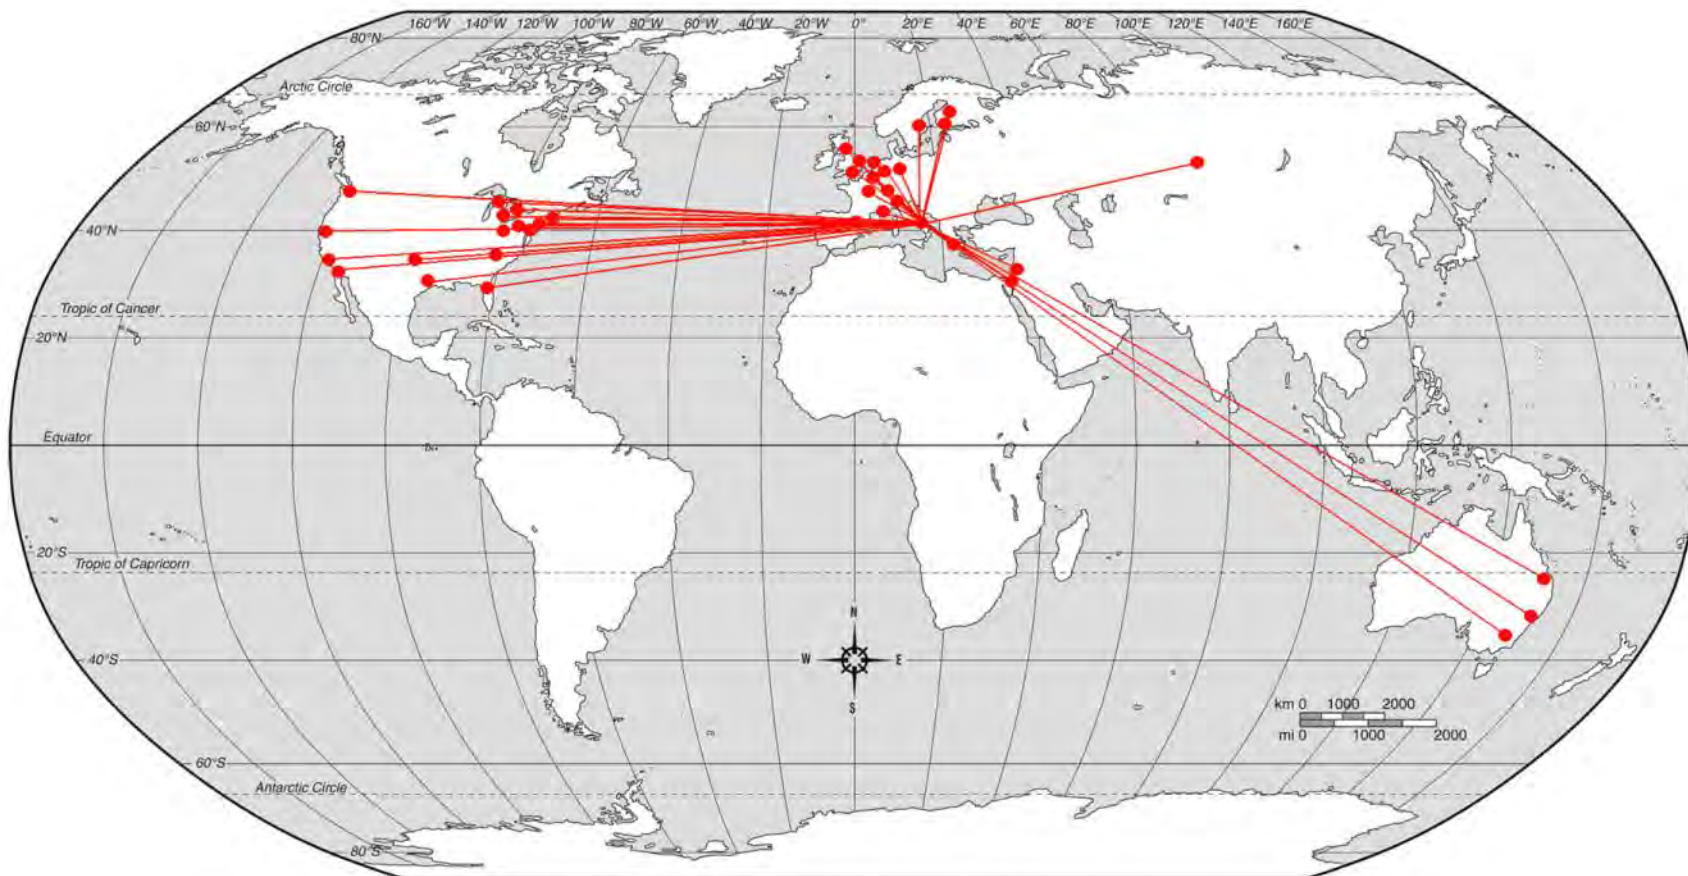 160°W 140°W 120°W 100°W 80°W 60°W 40°W 20°W 0° 20°E 40°E 60°E 80°E 100°E 120°E 140°E 160°E
80°N
Arctic Circle
60°N
40°N
Tropic of Cancer
20°N
Equator
20°S
Tropic of Capricorn
N
W E
S
40°S
km 0 1000 2000
mi 0 1000 2000
60°S
Antarctic Circle
80°S